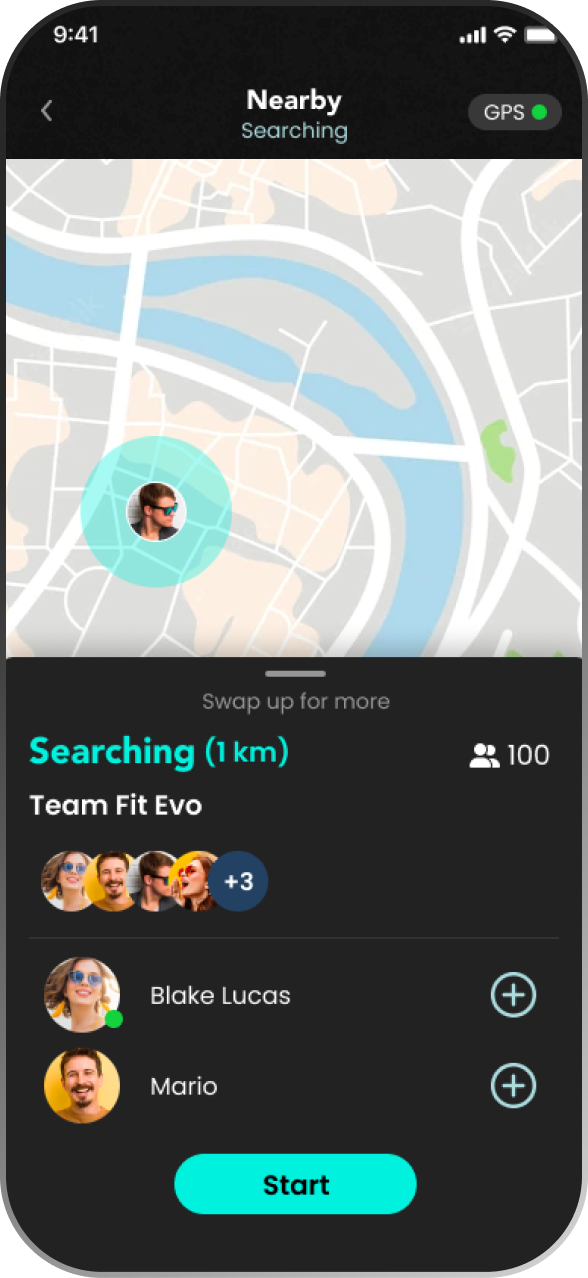 9:41
Nearby
Searching
GPS
Swap up for more
Searching (1 km)
100
Team Fit Evo
+3
Blake Lucas
Mario
Start